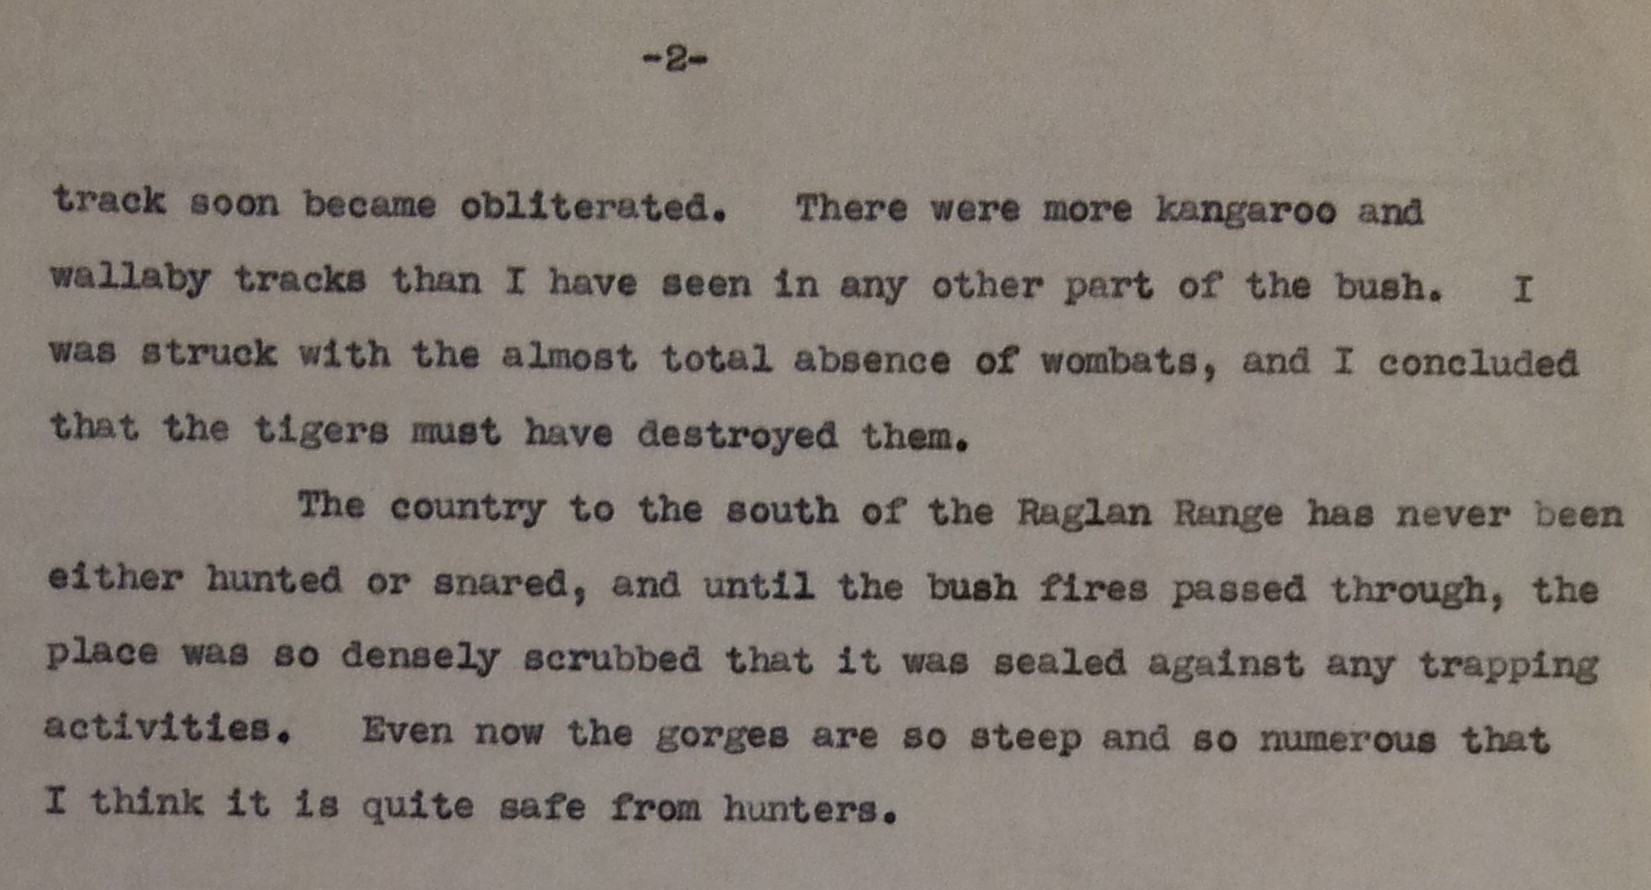 -2-
track soon became obliterated.   There were more kangaroo and
wallaby tracks than I have seen in any other part of the bush.   I
was struck with the almost total absence of wombats, and I concluded
that the tigers must have destroyed them.
The country to the south of the Raglan Range has never been
either hunted or snared, and until the bush fires passed through, the
place was so densely scrubbed that it was sealed against any trapping
activities.   Even now the gorges are so steep and so numerous that
I think it is quite safe from hunters.